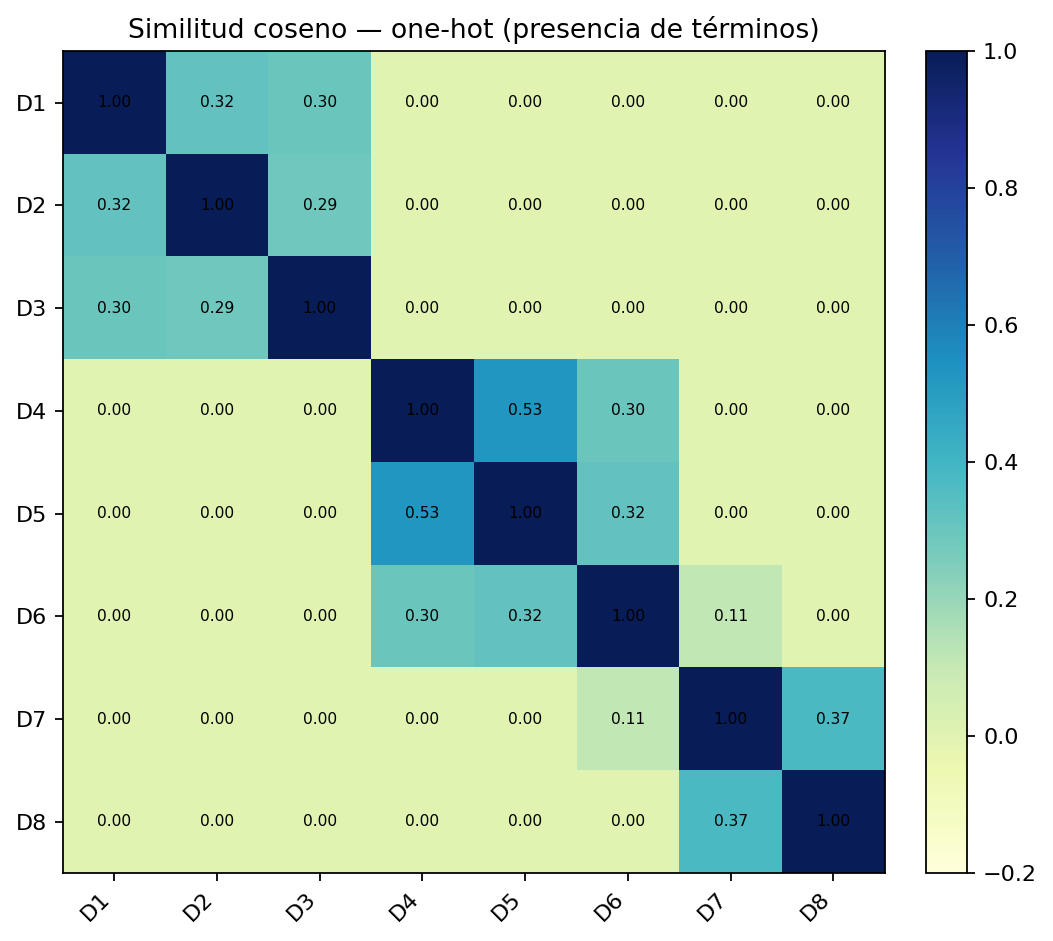 Similitud coseno — one-hot (presencia de términos)
D1 1.00 0.32 0.30 0.00 0.00 0.00 0.00 0.00
D2 0.32 1.00 0.29 0.00 0.00 0.00 0.00 0.00
D3 0.30 0.29 1.00 0.00 0.00 0.00 0.00 0.00
D4 0.00 0.00 0.00 1.00 0.53 0.30 0.00 0.00
D5 0.00 0.00 0.00 0.53 1.00 0.32 0.00 0.00
D6 0.00 0.00 0.00 0.30 0.32 1.00 0.11 0.00
D7 0.00 0.00 0.00 0.00 0.00 0.11 1.00 0.37
D8 0.00 0.00 0.00 0.00 0.00 0.00 0.37 1.00
D1 D2 D3 D4 D5 D6 D7 D8
1.0
0.8
0.6
0.4
0.2
0.0
−0.2